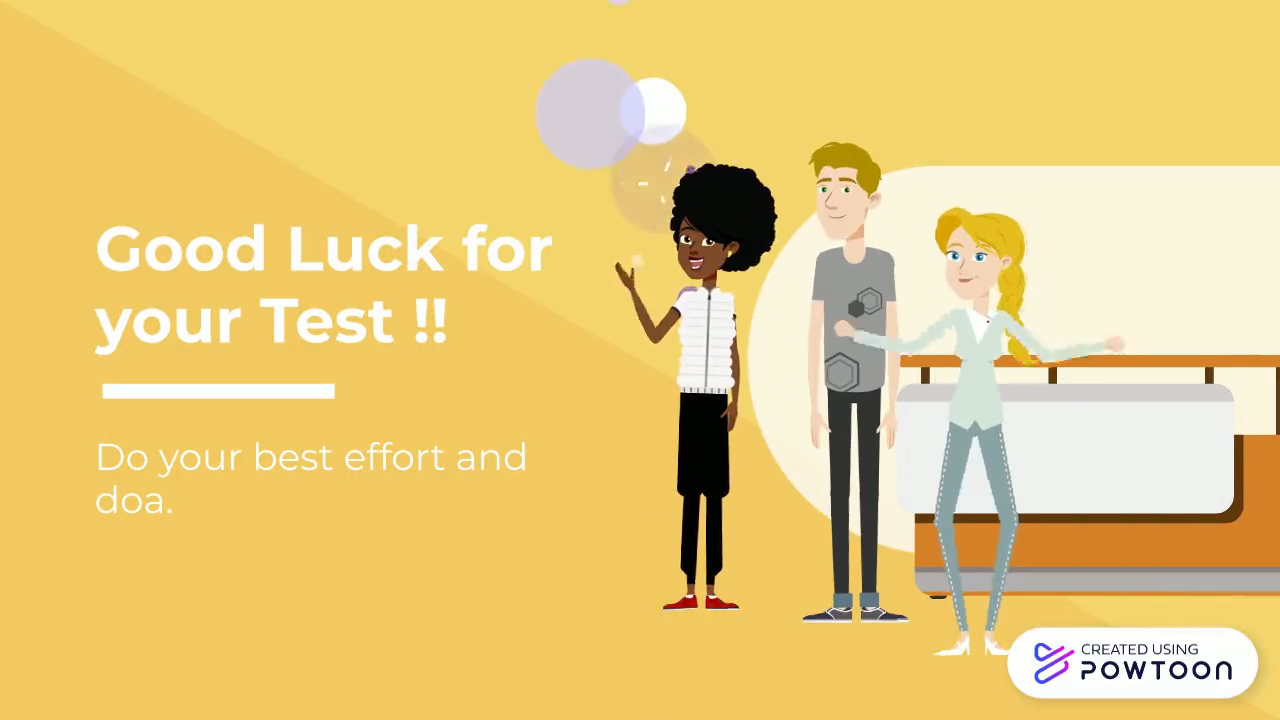 Good Luck for
your Test !!
Do your best effort and
doa.
CREATED USING
POWTOON